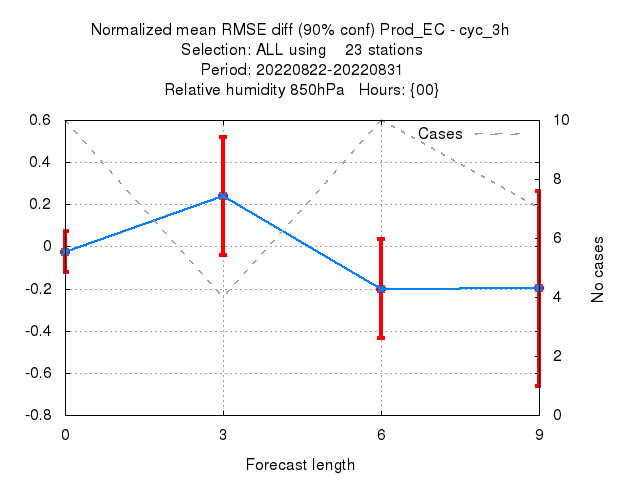 Normalized mean RMSE diff (90% conf) Prod_EC - cyc_3h
Selection: ALL using    23 stations
Period: 20220822-20220831
Relative humidity 850hPa   Hours: {00}
0.6
0.4
0.2
0
-0.2
-0.4
-0.6
-0.8
Cases
10
8
6
4
2
0
No cases
0
3
6
9
Forecast length